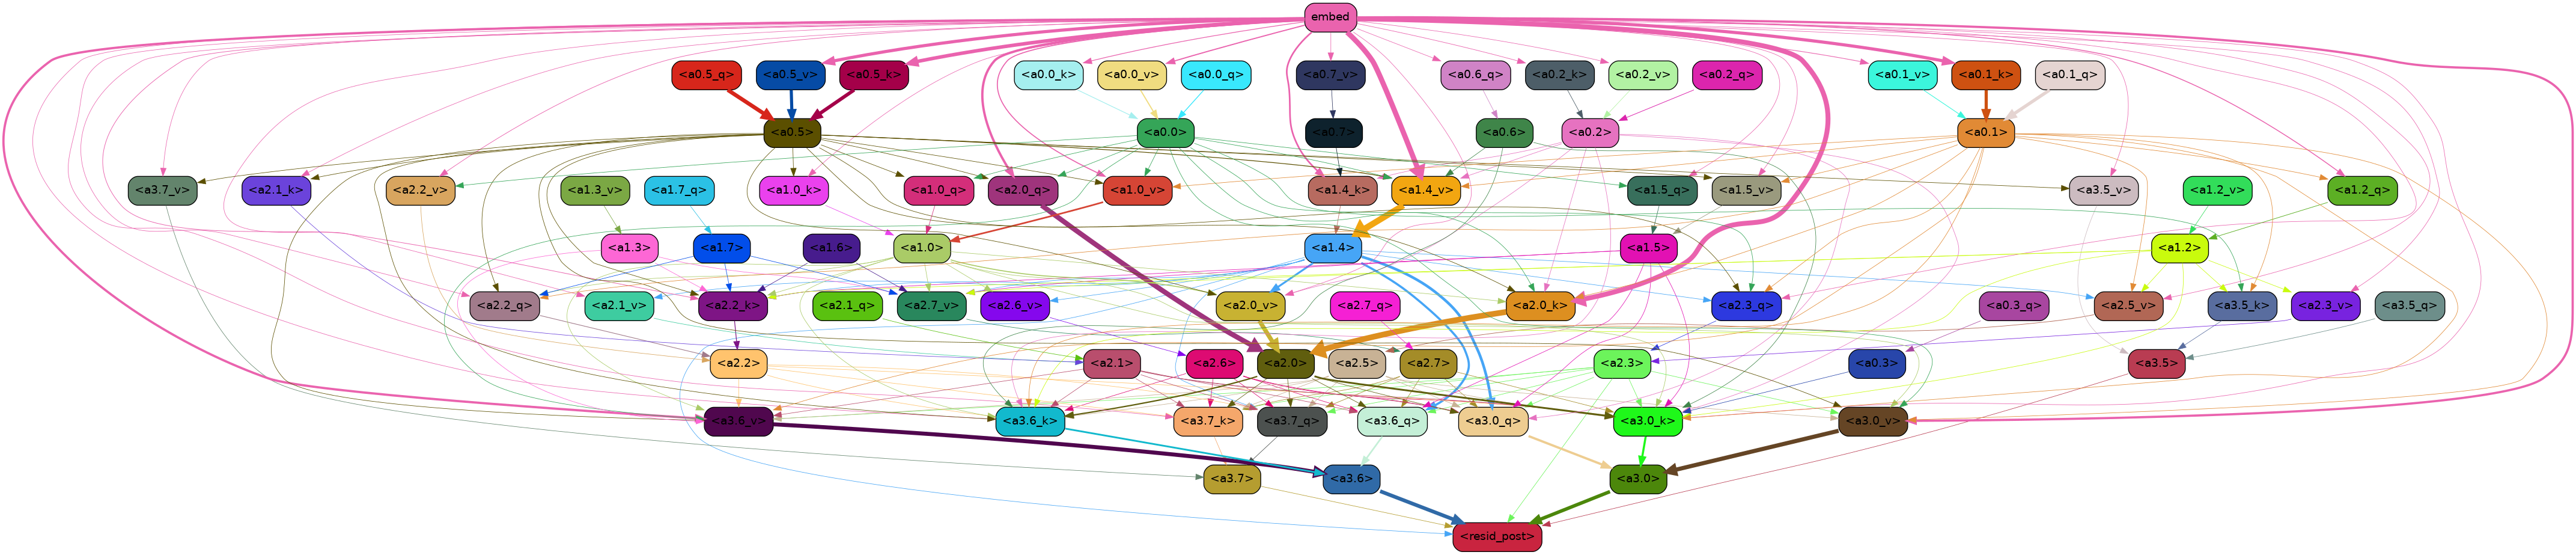 embed
<a0.5_q> <a0.5_v> <a0.5_k> <a0.0_k> <a0.0_v> <a0.0_q> <a0.7_v> <a0.6_q> <a0.2_k> <a0.2_v> <a0.2_q> <a0.1_v> <a0.1_k> <a0.1_q>
<a0.5> <a0.0> <a0.7> <a0.6> <a0.2> <a0.1>
<a3.7_v> <a2.1_k> <a2.2_v> <a1.3_v> <a1.7_q> <a1.0_k> <a1.0_q> <a2.0_q> <a1.0_v> <a1.4_k> <a1.4_v> <a1.5_q> <a1.5_v> <a3.5_v> <a1.2_v> <a1.2_q>
<a1.3> <a1.7> <a1.6> <a1.0> <a1.4> <a1.5> <a1.2>
<a2.2_q> <a2.1_v> <a2.2_k> <a2.1_q> <a2.7_v> <a2.6_v> <a2.0_v> <a2.7_q> <a2.0_k> <a2.3_q> <a0.3_q> <a2.5_v> <a3.5_k> <a2.3_v> <a3.5_q>
<a2.2> <a2.1> <a2.6> <a2.0> <a2.5> <a2.7> <a2.3> <a0.3> <a3.5>
<a3.6_v> <a3.6_k> <a3.7_k> <a3.7_q> <a3.6_q> <a3.0_q> <a3.0_k> <a3.0_v>
<a3.7> <a3.6> <a3.0>
<resid_post>